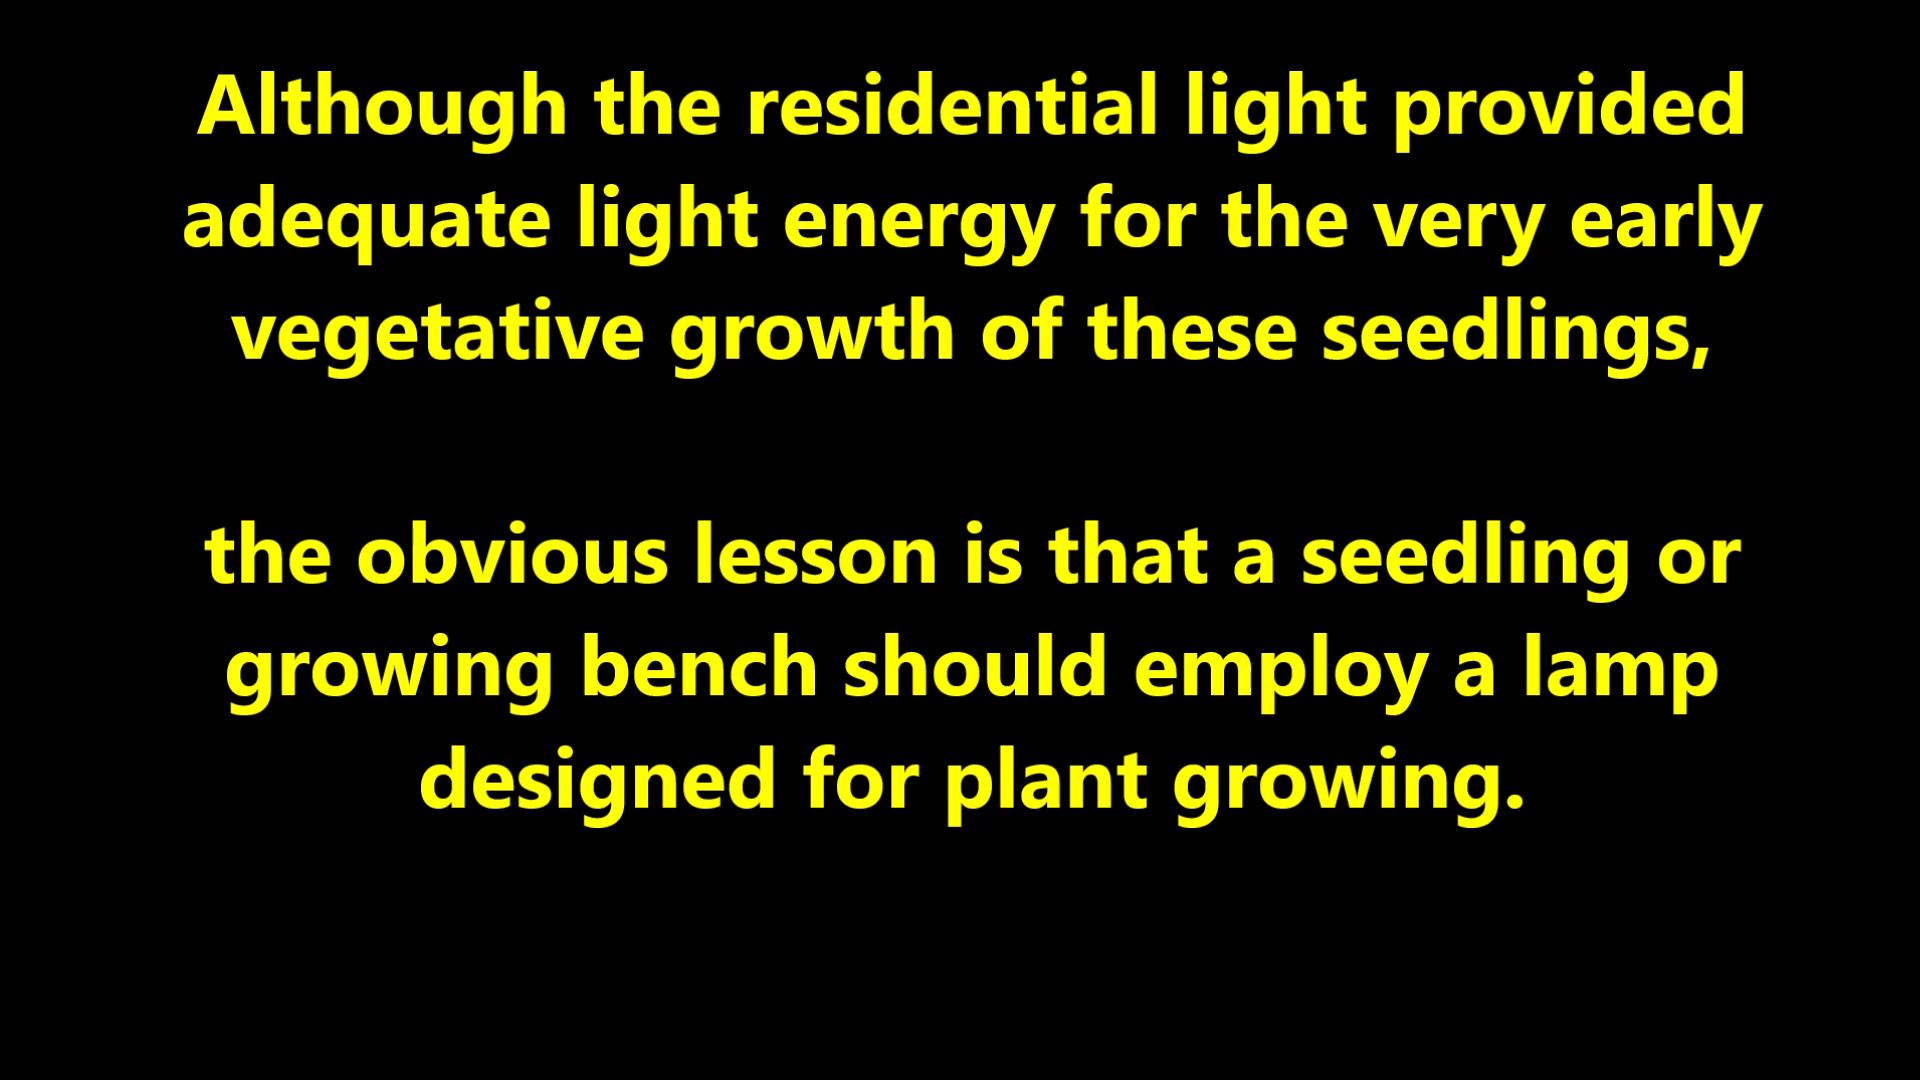 Although the residential light provided
adequate light energy for the very early
vegetative growth of these seedlings,
the obvious lesson is that a seedling or
growing bench should employ a lamp
designed for plant growing.